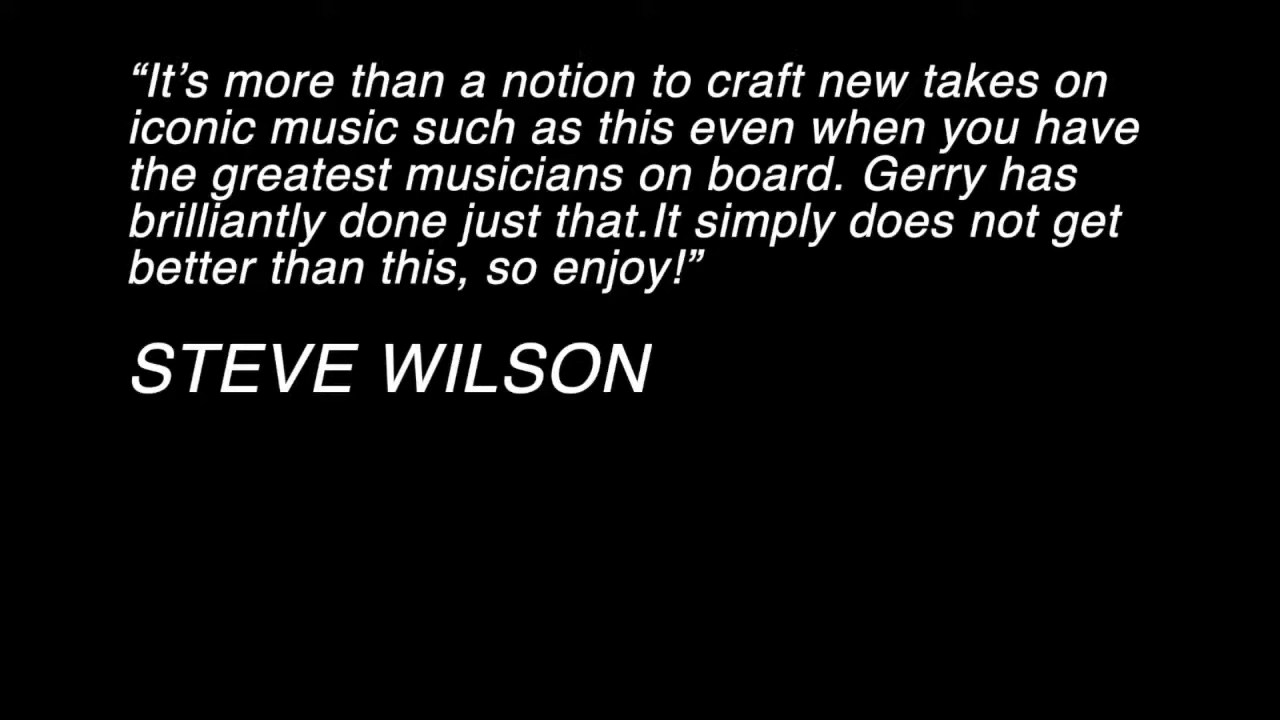 “It’s more than a notion to craft new takes on
iconic music such as this even when you have
the greatest musicians on board. Gerry has
brilliantly done just that.It simply does not get
better than this, so enjoy!”
STEVE WILSON